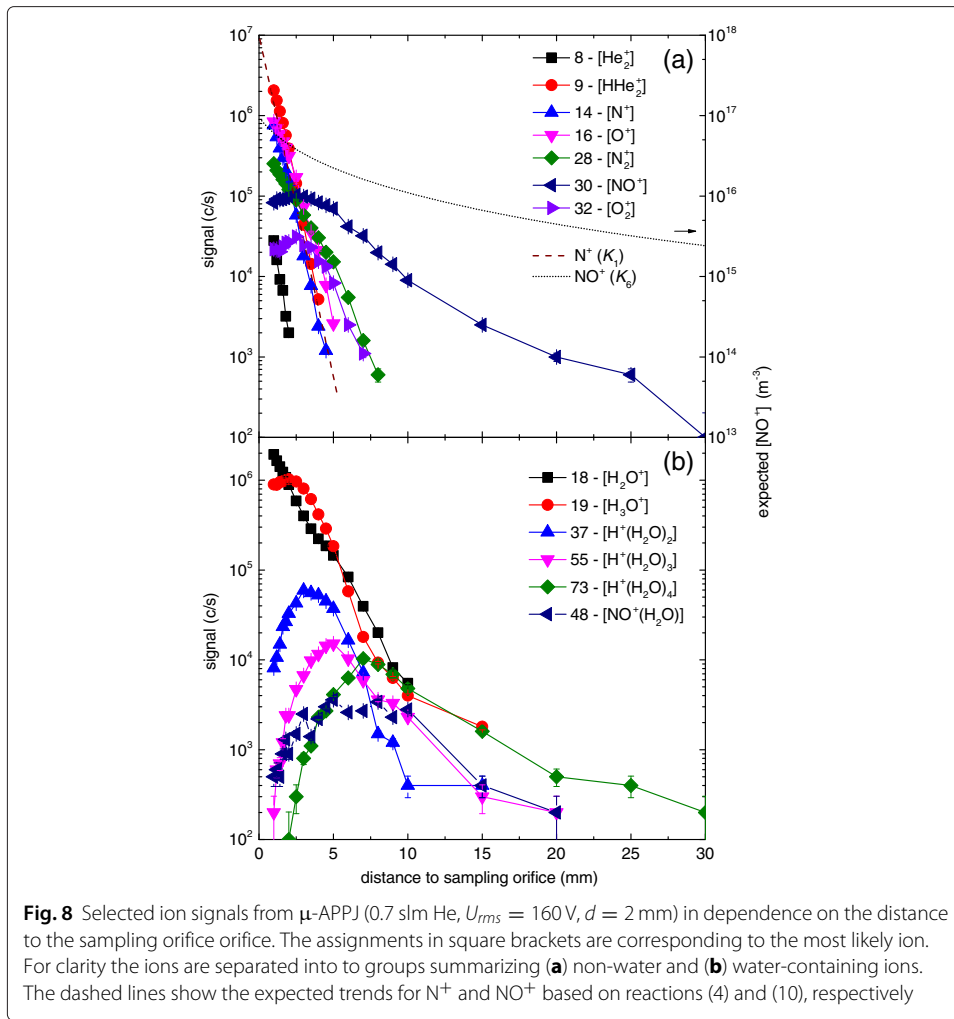 10⁷
10⁶
10⁵
10⁴
10³
10²
signal (c/s)
(a)
8 - [He₂⁺]
9 - [HHe₂⁺]
14 - [N⁺]
16 - [O⁺]
28 - [N₂⁺]
30 - [NO⁺]
32 - [O₂⁺]
N⁺ (K₁)
NO⁺ (K₆)
10¹⁸
10¹⁷
10¹⁶
10¹⁵
10¹⁴
10¹³
expected [NO⁺] (m⁻³)
(b)
18 - [H₂O⁺]
19 - [H₃O⁺]
37 - [H⁺(H₂O)₂]
55 - [H⁺(H₂O)₃]
73 - [H⁺(H₂O)₄]
48 - [NO⁺(H₂O)]
10⁶
10⁵
10⁴
10³
10²
signal (c/s)
0 5 10 15 20 25 30
distance to sampling orifice (mm)
Fig. 8 Selected ion signals from μ-APPJ (0.7 slm He, Uᵣₘₛ = 160 V, d = 2 mm) in dependence on the distance
to the sampling orifice orifice. The assignments in square brackets are corresponding to the most likely ion.
For clarity the ions are separated into to groups summarizing (a) non-water and (b) water-containing ions.
The dashed lines show the expected trends for N⁺ and NO⁺ based on reactions (4) and (10), respectively